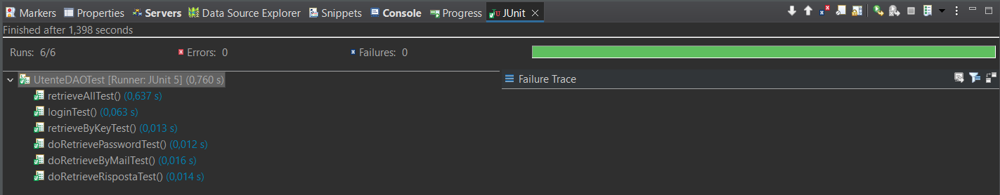 Markers Properties Servers Data Source Explorer Snippets Console Progress JUnit
Finished after 1,398 seconds
Runs: 6/6 Errors: 0 Failures: 0
UtenteDAOTest [Runner: JUnit 5] (0,760 s)
Failure Trace
retrieveAllTest() (0,637 s)
loginTest() (0,063 s)
retrieveByKeyTest() (0,013 s)
doRetrievePasswordTest() (0,012 s)
doRetrieveByMailTest() (0,016 s)
doRetrieveRispostaTest() (0,014 s)